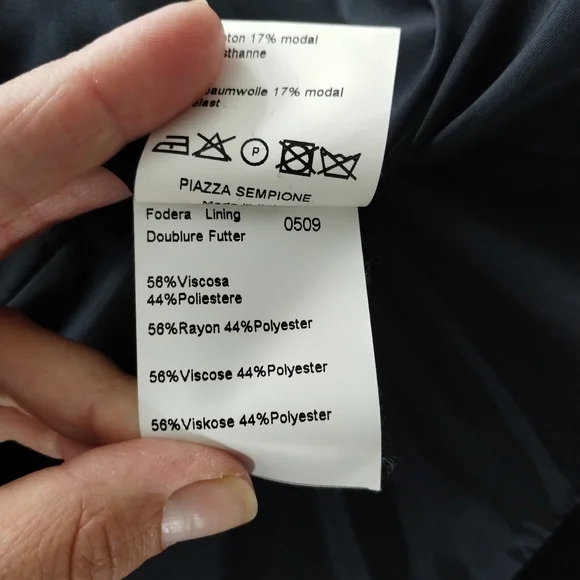 17% modal
17% modal
P
PIAZZA SEMPIONE
Fodera Lining
0509
Doublure Futter
56%Viscosa
44%Poliestere
56%Rayon 44%Polyester
56%Viscose 44%Polyester
56%Viskose 44%Polyester